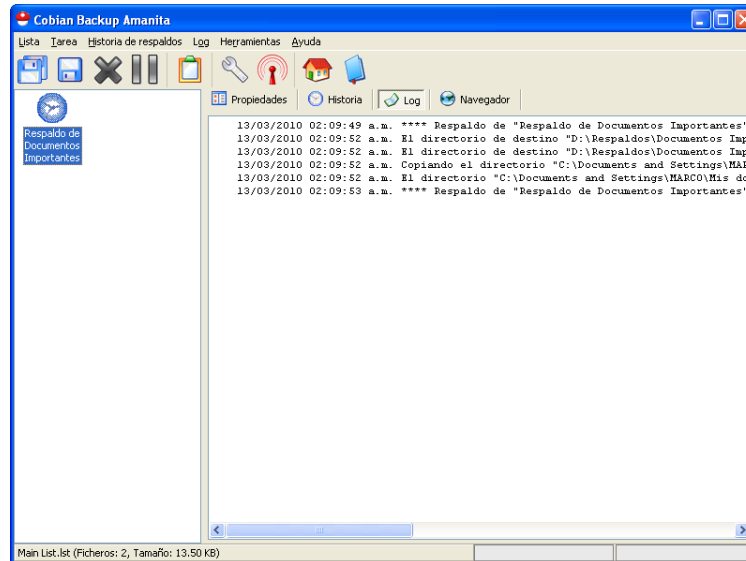 Cobian Backup Amanita
Lista Tarea Historia de respaldos Log Herramientas Ayuda
Propiedades Historia Log Navegador
Respaldo de
Documentos
Importantes
13/03/2010 02:09:49 a.m. **** Respaldo de "Respaldo de Documentos Importantes"
13/03/2010 02:09:52 a.m. El directorio de destino "D:\Respaldos\Documentos Imp
13/03/2010 02:09:52 a.m. El directorio de destino "D:\Respaldos\Documentos Imp
13/03/2010 02:09:52 a.m. Copiando el directorio "C:\Documents and Settings\MAR
13/03/2010 02:09:52 a.m. El directorio "C:\Documents and Settings\MARCO\Mis do
13/03/2010 02:09:53 a.m. **** Respaldo de "Respaldo de Documentos Importantes"
Main List.lst (Ficheros: 2, Tamaño: 13.50 KB)